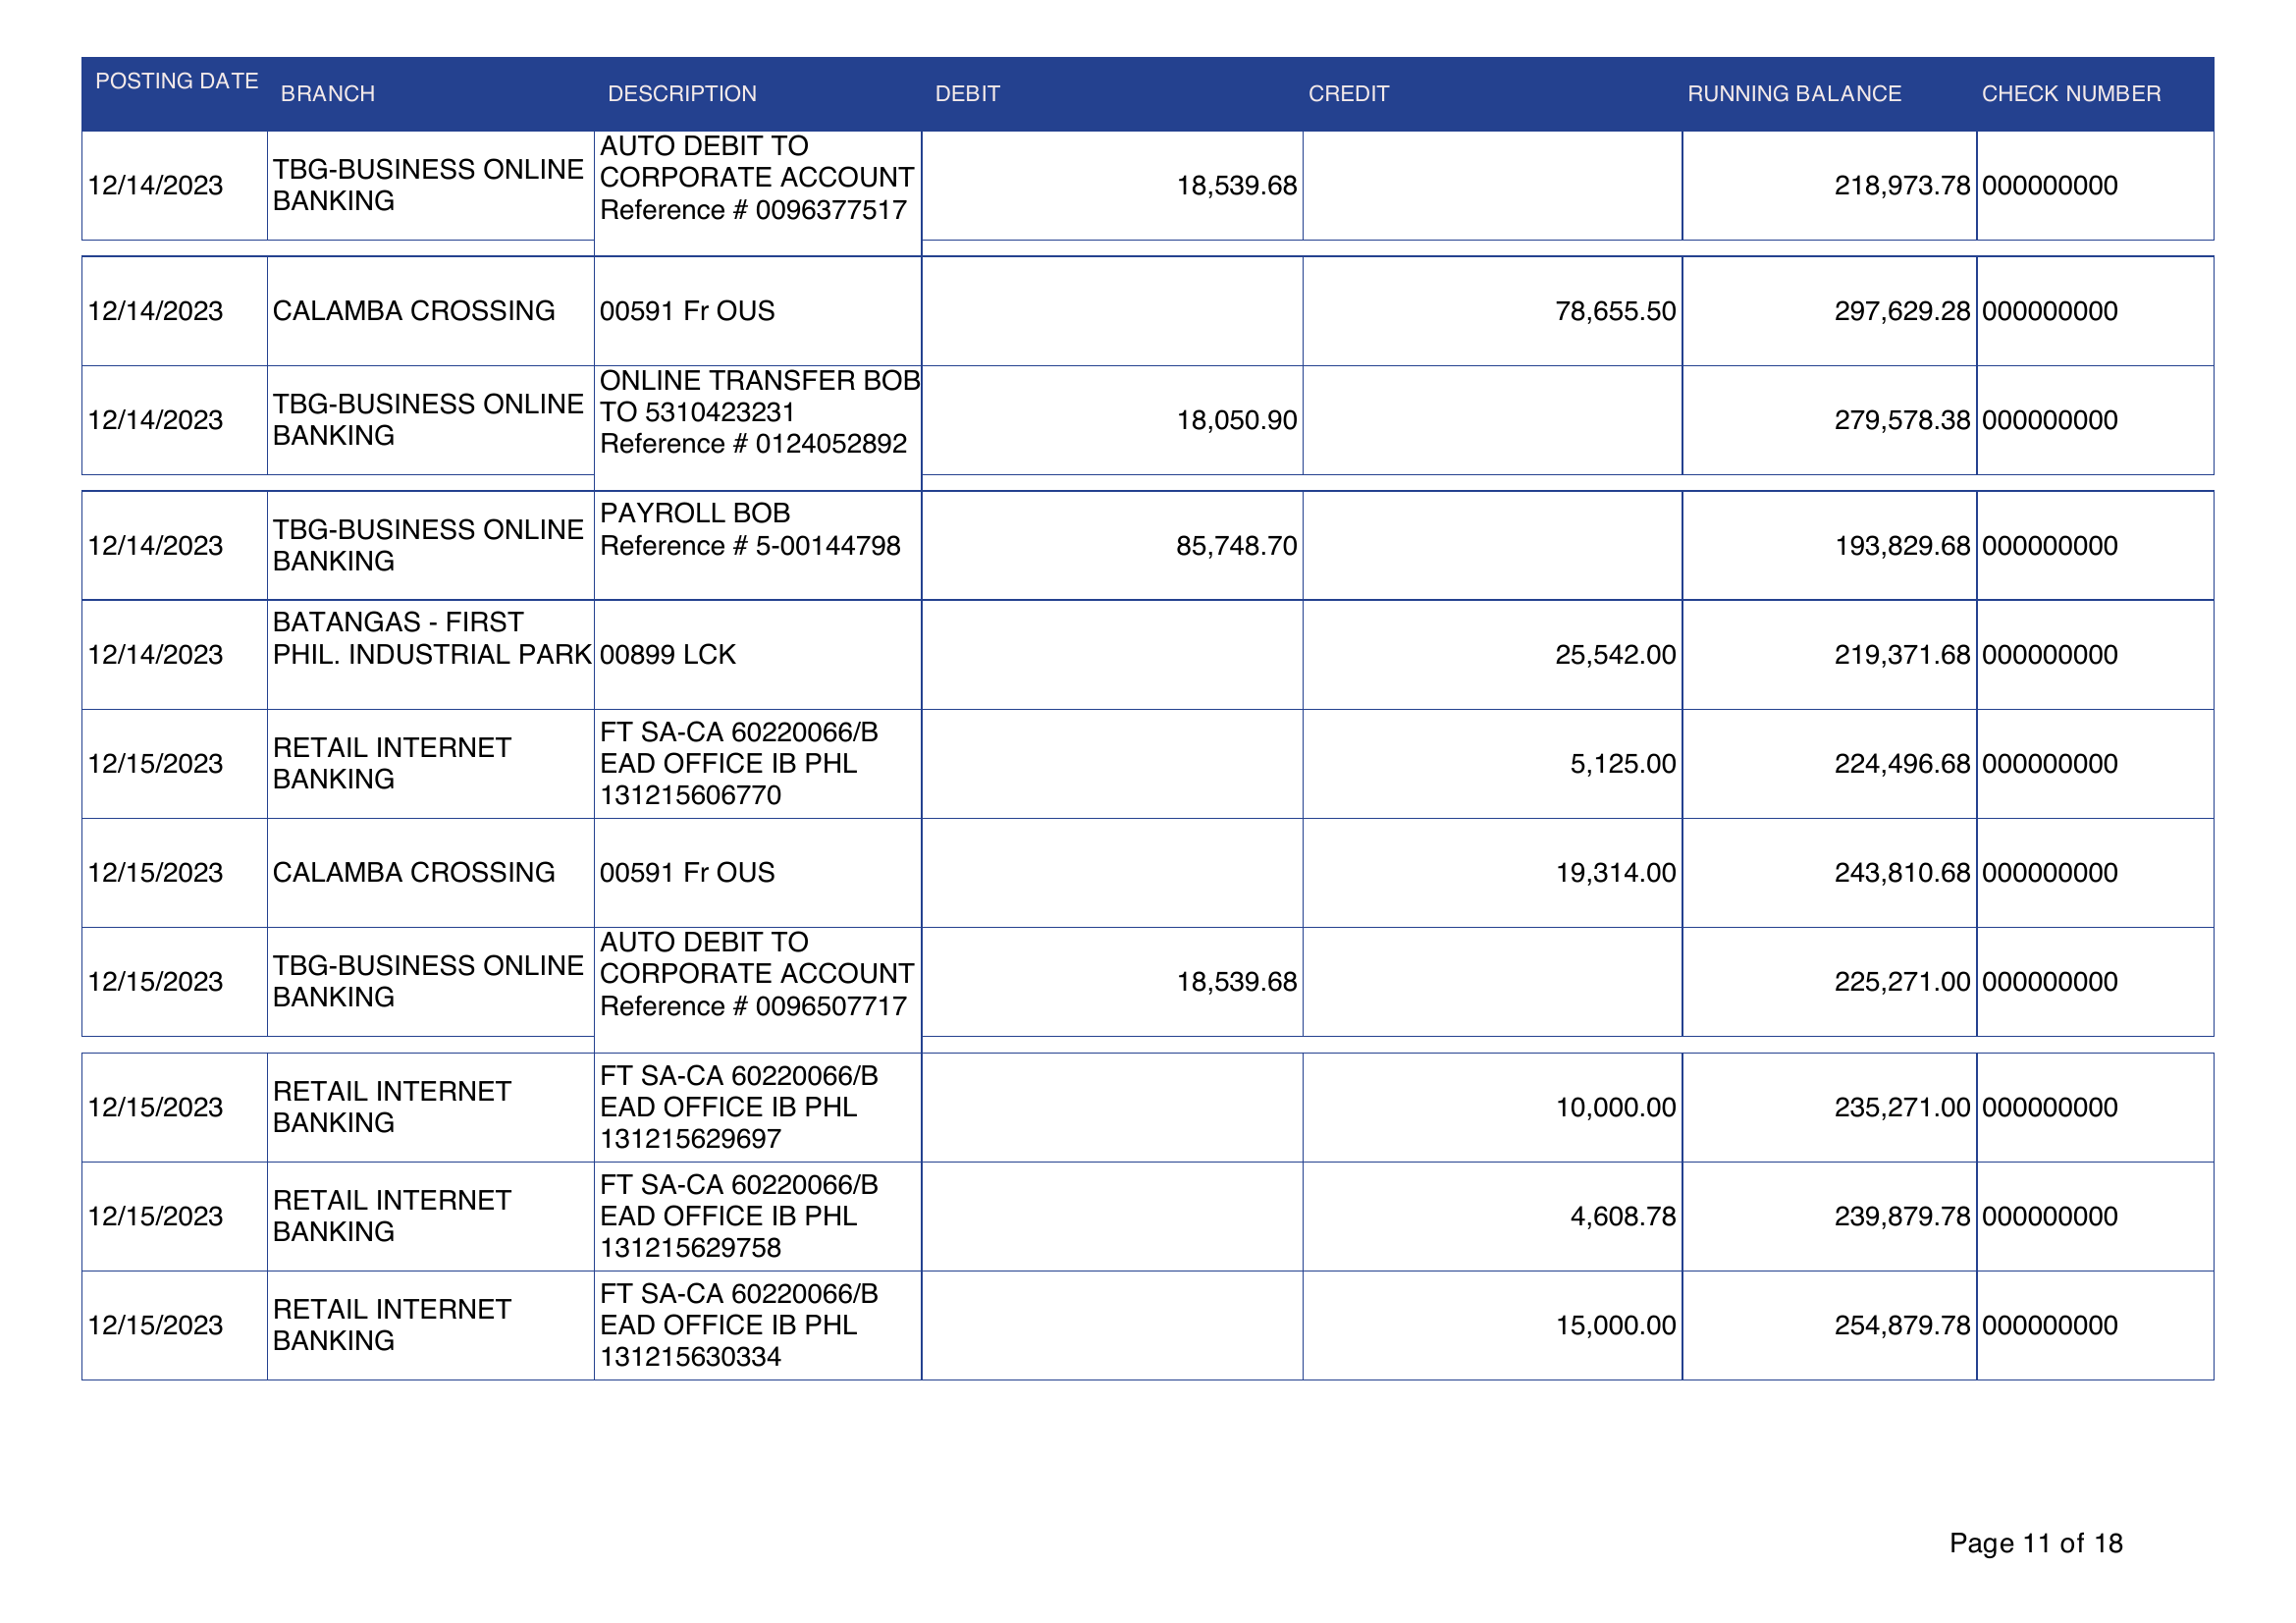 POSTING DATE BRANCH DESCRIPTION DEBIT CREDIT RUNNING BALANCE CHECK NUMBER
12/14/2023
TBG-BUSINESS ONLINE
BANKING
AUTO DEBIT TO
CORPORATE ACCOUNT
Reference # 0096377517
18,539.68
218,973.78
000000000
12/14/2023
CALAMBA CROSSING
00591 Fr OUS
78,655.50
297,629.28
000000000
12/14/2023
TBG-BUSINESS ONLINE
BANKING
ONLINE TRANSFER BOB
TO 5310423231
Reference # 0124052892
18,050.90
279,578.38
000000000
12/14/2023
TBG-BUSINESS ONLINE
BANKING
PAYROLL BOB
Reference # 5-00144798
85,748.70
193,829.68
000000000
12/14/2023
BATANGAS - FIRST
PHIL. INDUSTRIAL PARK
00899 LCK
25,542.00
219,371.68
000000000
12/15/2023
RETAIL INTERNET
BANKING
FT SA-CA 60220066/B
EAD OFFICE IB PHL
131215606770
5,125.00
224,496.68
000000000
12/15/2023
CALAMBA CROSSING
00591 Fr OUS
19,314.00
243,810.68
000000000
12/15/2023
TBG-BUSINESS ONLINE
BANKING
AUTO DEBIT TO
CORPORATE ACCOUNT
Reference # 0096507717
18,539.68
225,271.00
000000000
12/15/2023
RETAIL INTERNET
BANKING
FT SA-CA 60220066/B
EAD OFFICE IB PHL
131215629697
10,000.00
235,271.00
000000000
12/15/2023
RETAIL INTERNET
BANKING
FT SA-CA 60220066/B
EAD OFFICE IB PHL
131215629758
4,608.78
239,879.78
000000000
12/15/2023
RETAIL INTERNET
BANKING
FT SA-CA 60220066/B
EAD OFFICE IB PHL
131215630334
15,000.00
254,879.78
000000000
Page 11 of 18